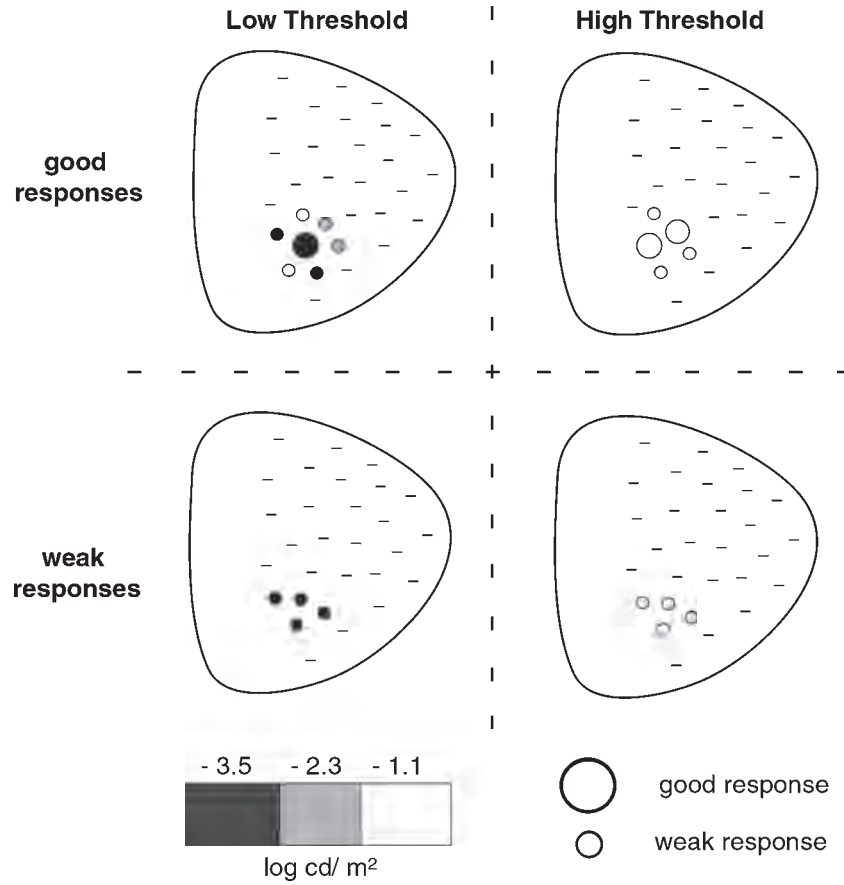 Low Threshold
High Threshold
good
responses
weak
responses
- 3.5 - 2.3 - 1.1
log cd/ m²
good response
weak response